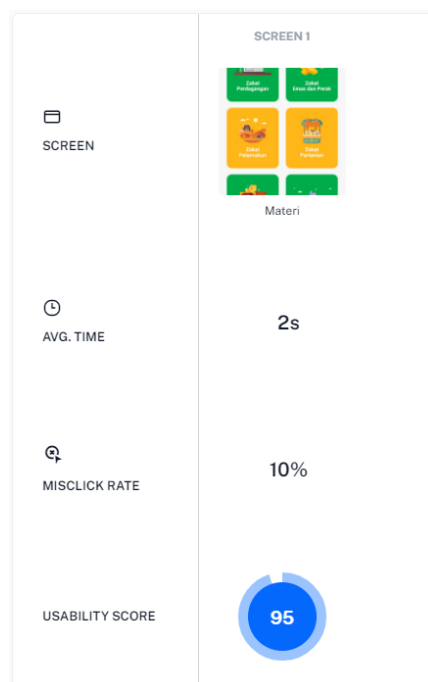 SCREEN 1
Zakat
Perdagangan
Zakat
Emas dan Perak
SCREEN
Zakat
Peternakan
Zakat
Pertanian
Materi
AVG. TIME
2s
MISCLICK RATE
10%
USABILITY SCORE
95